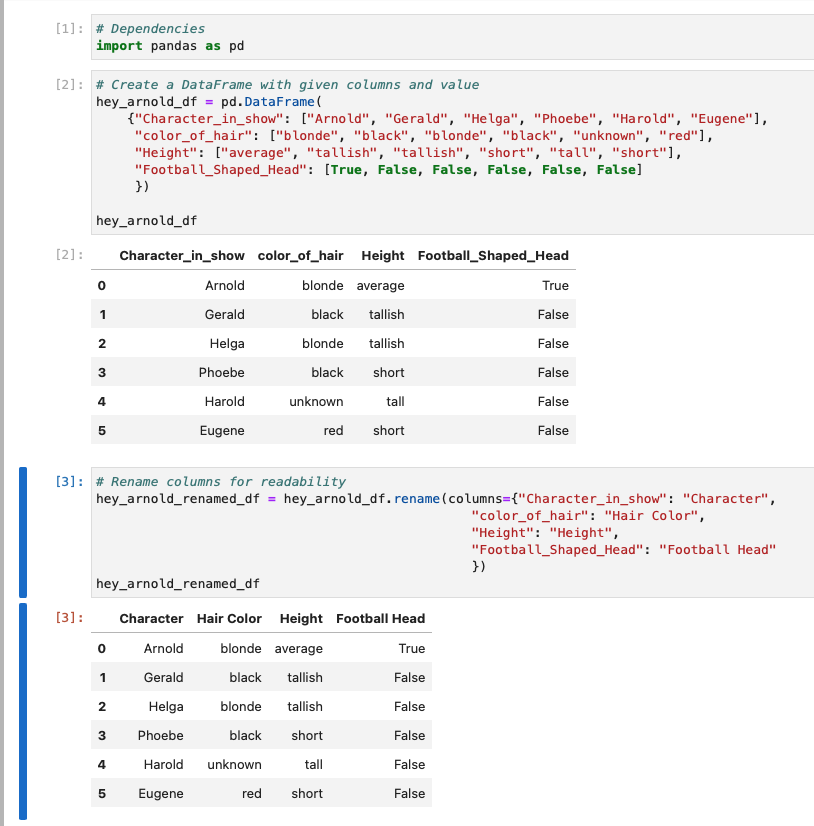 [1]: # Dependencies
import pandas as pd
[2]: # Create a DataFrame with given columns and value
hey_arnold_df = pd.DataFrame(
{"Character_in_show": ["Arnold", "Gerald", "Helga", "Phoebe", "Harold", "Eugene"],
"color_of_hair": ["blonde", "black", "blonde", "black", "unknown", "red"],
"Height": ["average", "tallish", "tallish", "short", "tall", "short"],
"Football_Shaped_Head": [True, False, False, False, False, False]
})
hey_arnold_df
[2]: Character_in_show color_of_hair Height Football_Shaped_Head
0 Arnold blonde average True
1 Gerald black tallish False
2 Helga blonde tallish False
3 Phoebe black short False
4 Harold unknown tall False
5 Eugene red short False
[3]: # Rename columns for readability
hey_arnold_renamed_df = hey_arnold_df.rename(columns={"Character_in_show": "Character",
"color_of_hair": "Hair Color",
"Height": "Height",
"Football_Shaped_Head": "Football Head"
})
hey_arnold_renamed_df
[3]: Character Hair Color Height Football Head
0 Arnold blonde average True
1 Gerald black tallish False
2 Helga blonde tallish False
3 Phoebe black short False
4 Harold unknown tall False
5 Eugene red short False